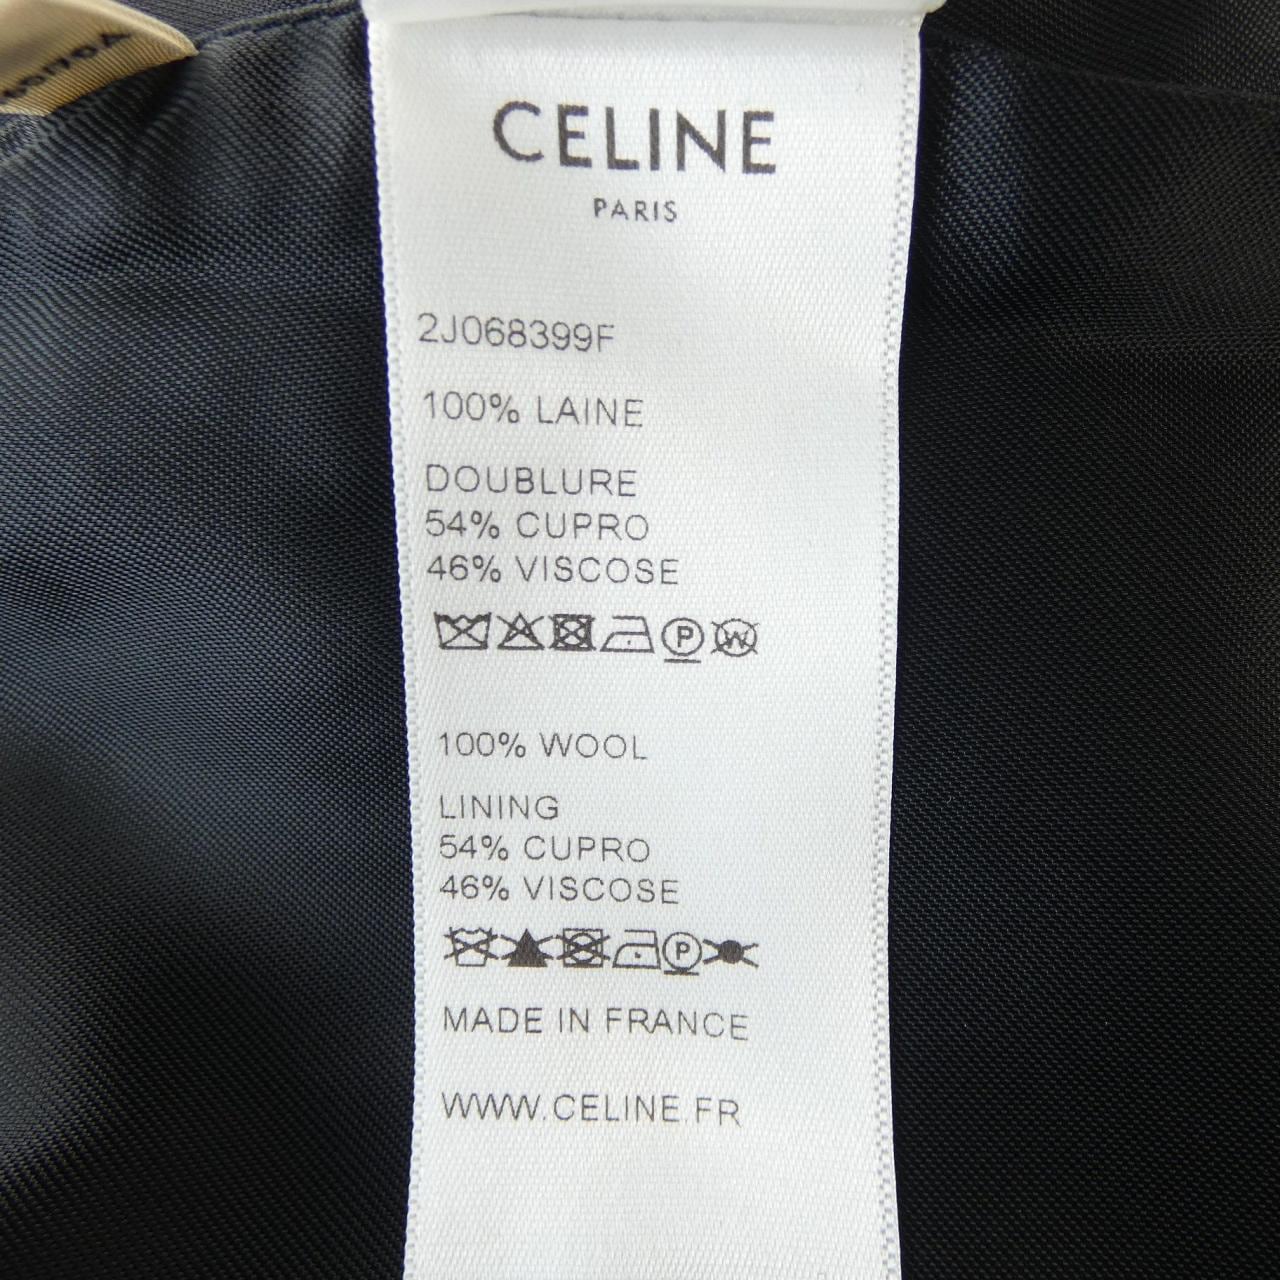 CELINE
PARIS
2J068399F
100% LAINE
DOUBLURE
54% CUPRO
46% VISCOSE
P W
100% WOOL
LINING
54% CUPRO
46% VISCOSE
P
MADE IN FRANCE
WWW.CELINE.FR